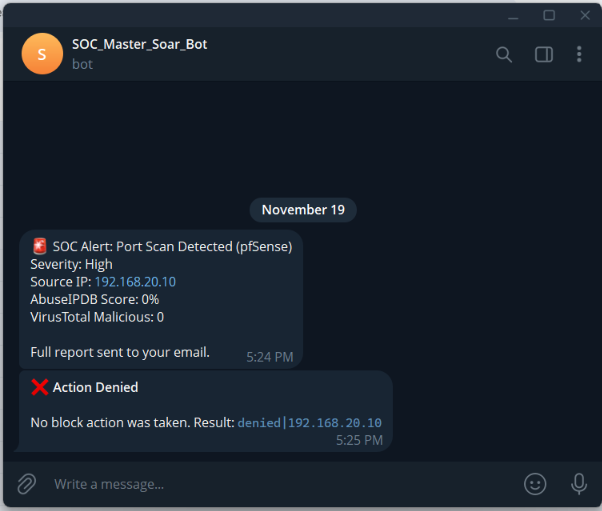 S
SOC_Master_Soar_Bot
bot
November 19
🚨 SOC Alert: Port Scan Detected (pfSense)
Severity: High
Source IP: 192.168.20.10
AbuseIPDB Score: 0%
VirusTotal Malicious: 0
Full report sent to your email.
5:24 PM
❌ Action Denied
No block action was taken. Result: denied|192.168.20.10
5:25 PM
Write a message...